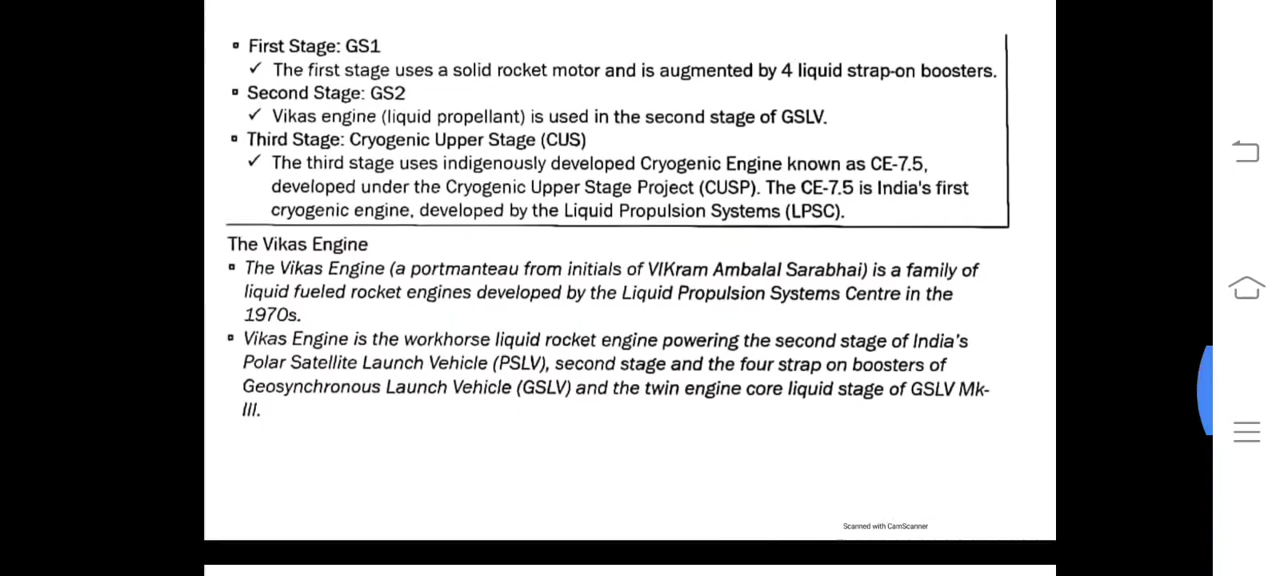 ▫ First Stage: GS1
✓ The first stage uses a solid rocket motor and is augmented by 4 liquid strap-on boosters.
▫ Second Stage: GS2
✓ Vikas engine (liquid propellant) is used in the second stage of GSLV.
▫ Third Stage: Cryogenic Upper Stage (CUS)
✓ The third stage uses indigenously developed Cryogenic Engine known as CE-7.5,
developed under the Cryogenic Upper Stage Project (CUSP). The CE-7.5 is India's first
cryogenic engine, developed by the Liquid Propulsion Systems (LPSC).
The Vikas Engine
▫ The Vikas Engine (a portmanteau from initials of VIKram Ambalal Sarabhai) is a family of
liquid fueled rocket engines developed by the Liquid Propulsion Systems Centre in the
1970s.
▫ Vikas Engine is the workhorse liquid rocket engine powering the second stage of India's
Polar Satellite Launch Vehicle (PSLV), second stage and the four strap on boosters of
Geosynchronous Launch Vehicle (GSLV) and the twin engine core liquid stage of GSLV Mk-
III.
Scanned with CamScanner